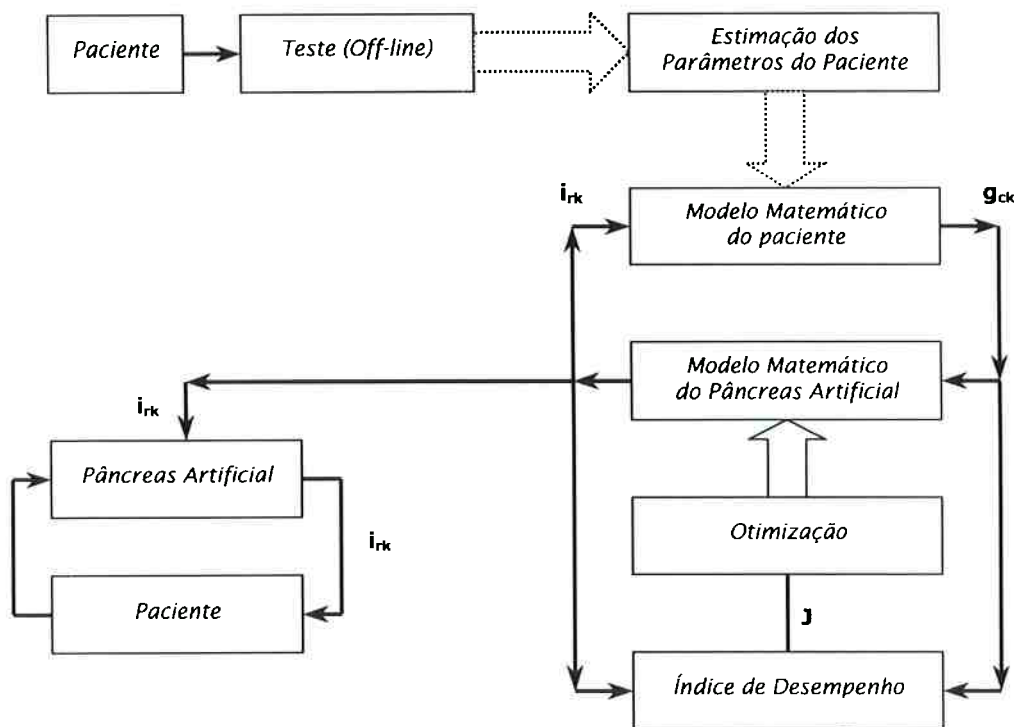 Paciente
Teste (Off-line)
Estimação dos
Parâmetros do Paciente
i_rk
g_ck
Modelo Matemático
do paciente
Modelo Matemático
do Pâncreas Artificial
i_rk
Pâncreas Artificial
i_rk
Otimização
Paciente
J
Índice de Desempenho